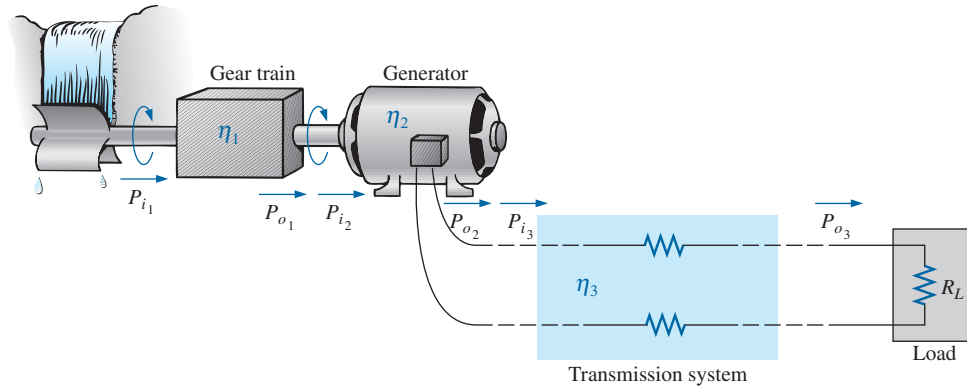 Gear train
Generator
η1
η2
Pi1
Po1
Pi2
Po2
Pi3
Po3
η3
RL
Load
Transmission system